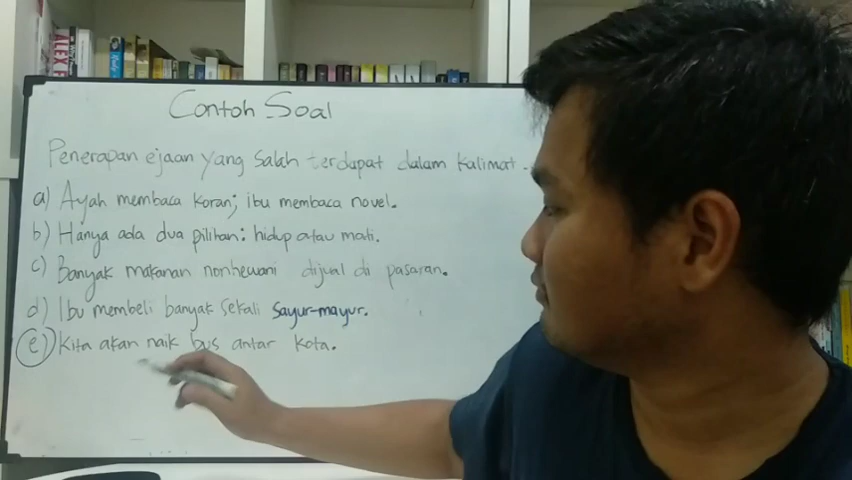 Contoh Soal
Penerapan ejaan yang salah terdapat dalam kalimat...
a) Ayah membaca koran; ibu membaca novel.
b) Hanya ada dua pilihan: hidup atau mati.
c) Banyak makanan nonhewani dijual di pasaran.
d) Ibu membeli banyak sekali sayur-mayur.
e) Kita akan naik bus antar kota.
ALEX F